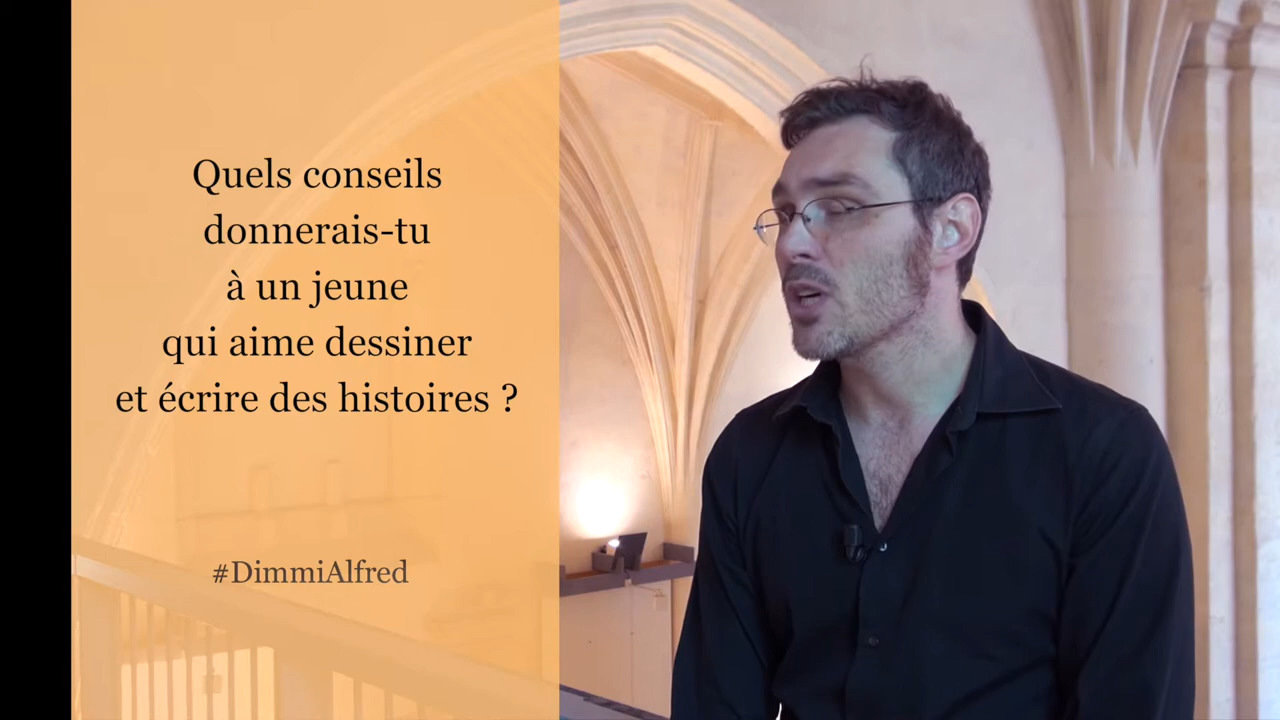 Quels conseils
donnerais-tu
à un jeune
qui aime dessiner
et écrire des histoires ?
#DimmiAlfred